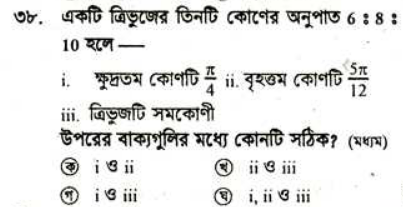 ৩৮. একটি ত্রিভুজের তিনটি কোণের অনুপাত 6 : 8 :
10 হলে —
i. ক্ষুদ্রতম কোণটি π/4 ii. বৃহত্তম কোণটি 5π/12
iii. ত্রিভুজটি সমকোণী
উপরের বাক্যগুলির মধ্যে কোনটি সঠিক? (মধ্যম)
ক i ও ii খ ii ও iii
গ i ও iii ঘ i, ii ও iii